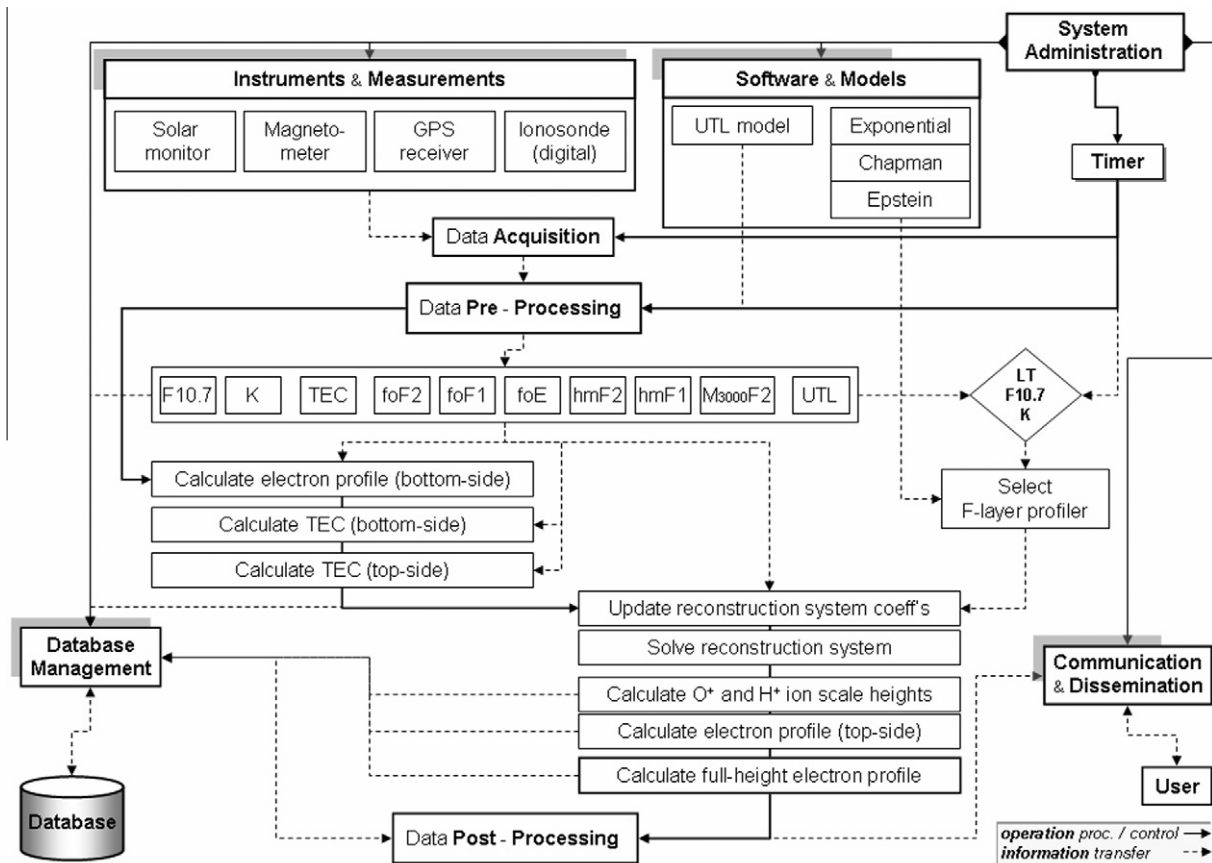 System
Administration
Instruments & Measurements
Solar
monitor
Magneto-
meter
GPS
receiver
Ionosonde
(digital)
Software & Models
UTL model
Exponential
Chapman
Epstein
Timer
Data Acquisition
Data Pre - Processing
F10.7
K
TEC
foF2
foF1
foE
hmF2
hmF1
M3000F2
UTL
LT
F10.7
K
Calculate electron profile (bottom-side)
Calculate TEC (bottom-side)
Calculate TEC (top-side)
Select
F-layer profiler
Update reconstruction system coeff's
Solve reconstruction system
Calculate O⁺ and H⁺ ion scale heights
Calculate electron profile (top-side)
Calculate full-height electron profile
Database
Management
Communication
& Dissemination
Database
Data Post - Processing
User
operation proc. / control
information transfer